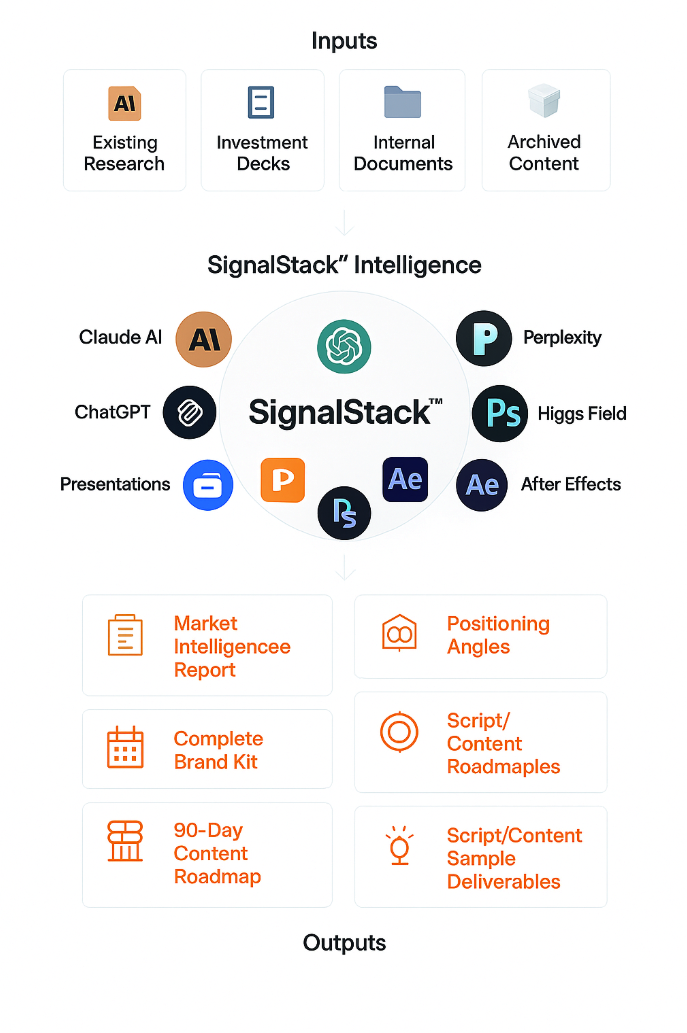 Inputs
AI
Existing
Research
Investment
Decks
Internal
Documents
Archived
Content
SignalStack” Intelligence
Claude AI
AI
P
Perplexity
ChatGPT
SignalStack™
Ps
Higgs Field
Presentations
P
Ae
Ae
After Effects
Ps
Market
Intelligencee
Report
Positioning
Angles
Complete
Brand Kit
Script/
Content
Roadmaples
90-Day
Content
Roadmap
Script/Content
Sample
Deliverables
Outputs